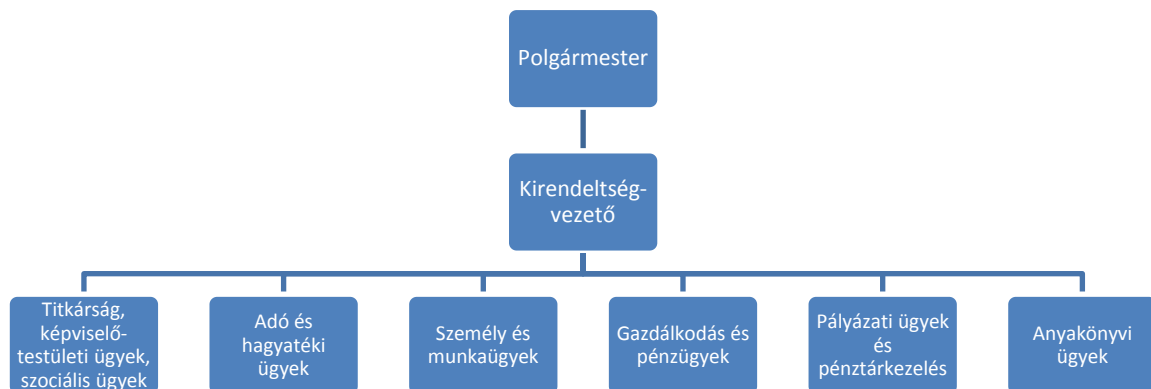 Polgármester
Kirendeltség-
vezető
Titkárság,
képviselő-
testületi ügyek,
szociális ügyek
Adó és
hagyatéki
ügyek
Személy és
munkaügyek
Gazdálkodás és
pénzügyek
Pályázati ügyek
és
pénztárkezelés
Anyakönyvi
ügyek